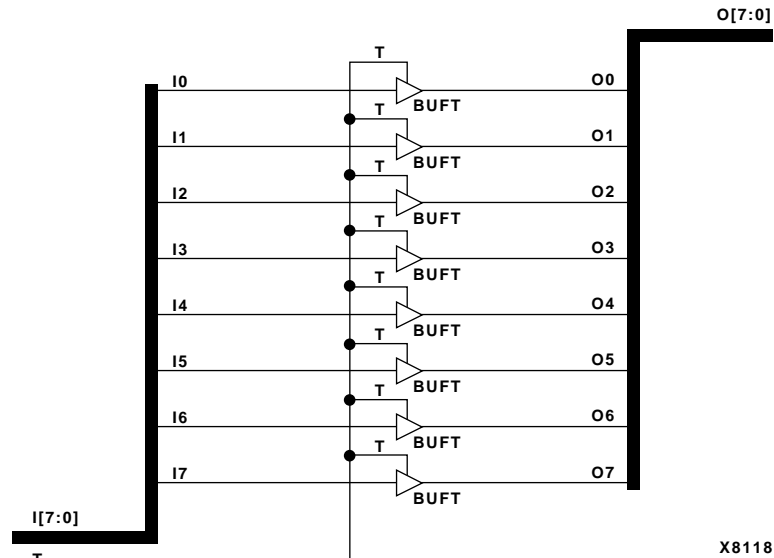 O[7:0]
T
I0
O0
BUFT
T
I1
O1
BUFT
T
I2
O2
BUFT
T
I3
O3
BUFT
T
I4
O4
BUFT
T
I5
O5
BUFT
T
I6
O6
BUFT
T
I7
O7
BUFT
I[7:0]
X8118
T